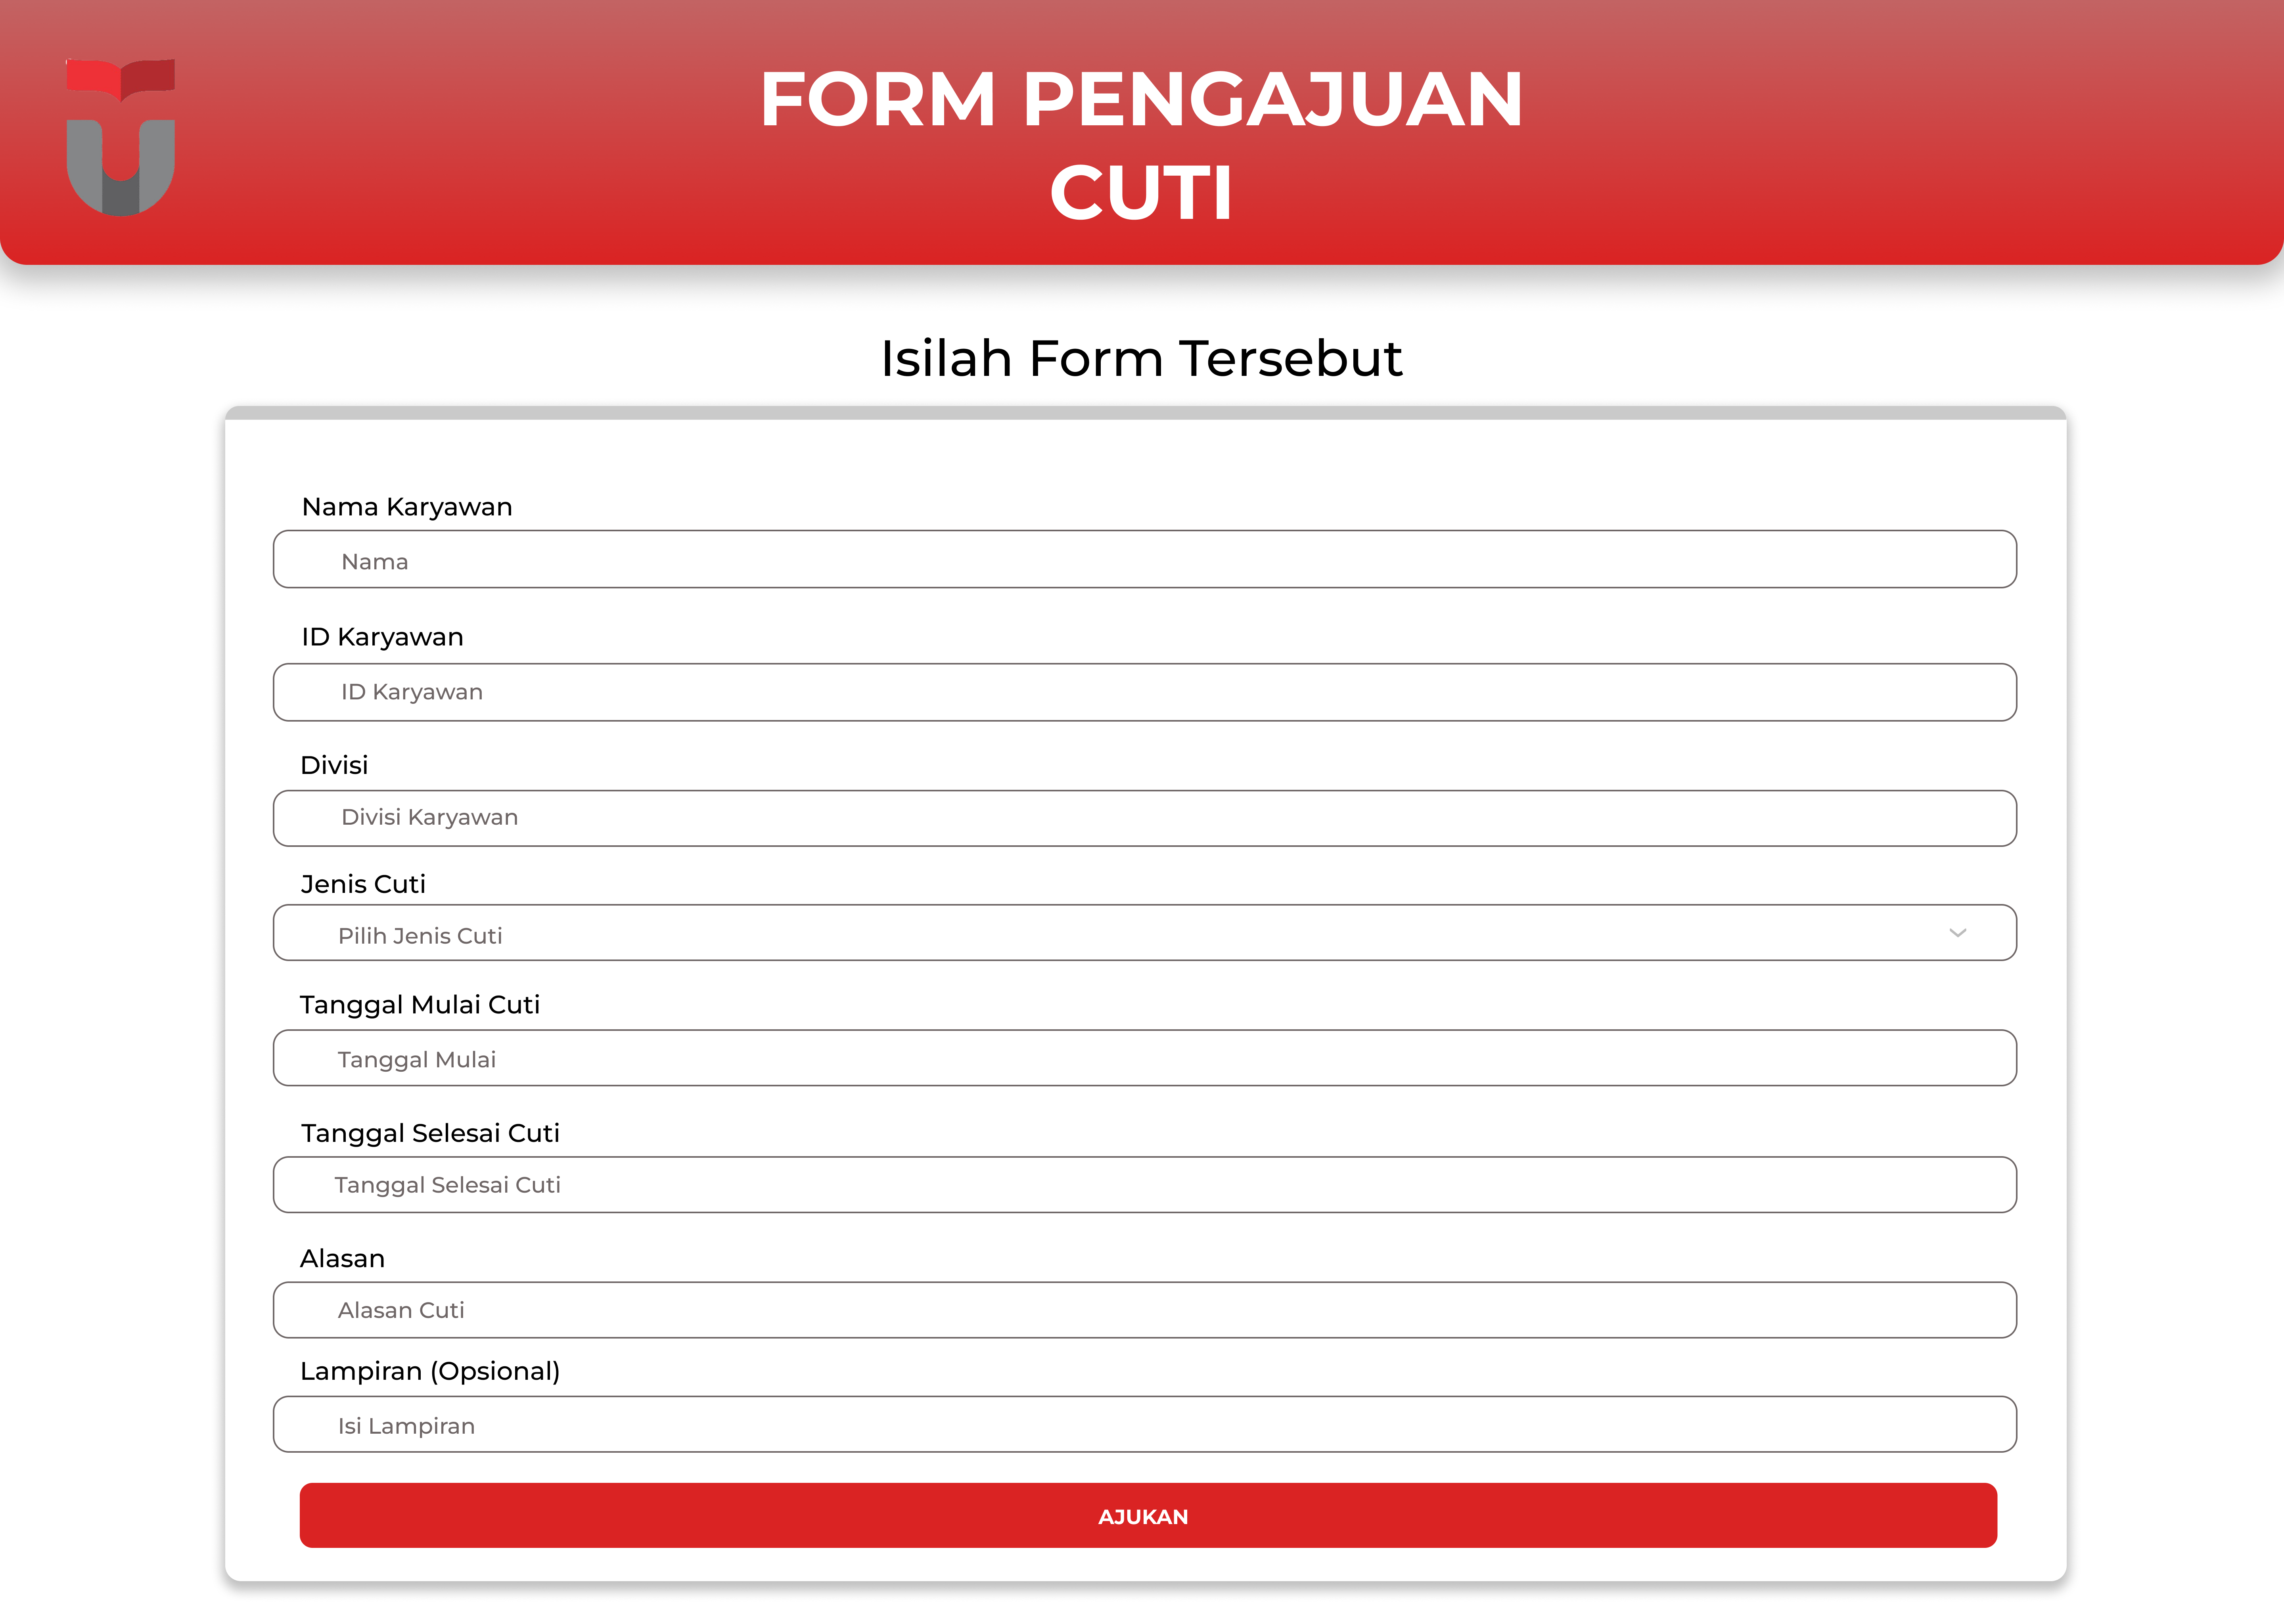 FORM PENGAJUAN
CUTI
Isilah Form Tersebut
Nama Karyawan
Nama
ID Karyawan
ID Karyawan
Divisi
Divisi Karyawan
Jenis Cuti
Pilih Jenis Cuti
Tanggal Mulai Cuti
Tanggal Mulai
Tanggal Selesai Cuti
Tanggal Selesai Cuti
Alasan
Alasan Cuti
Lampiran (Opsional)
Isi Lampiran
AJUKAN